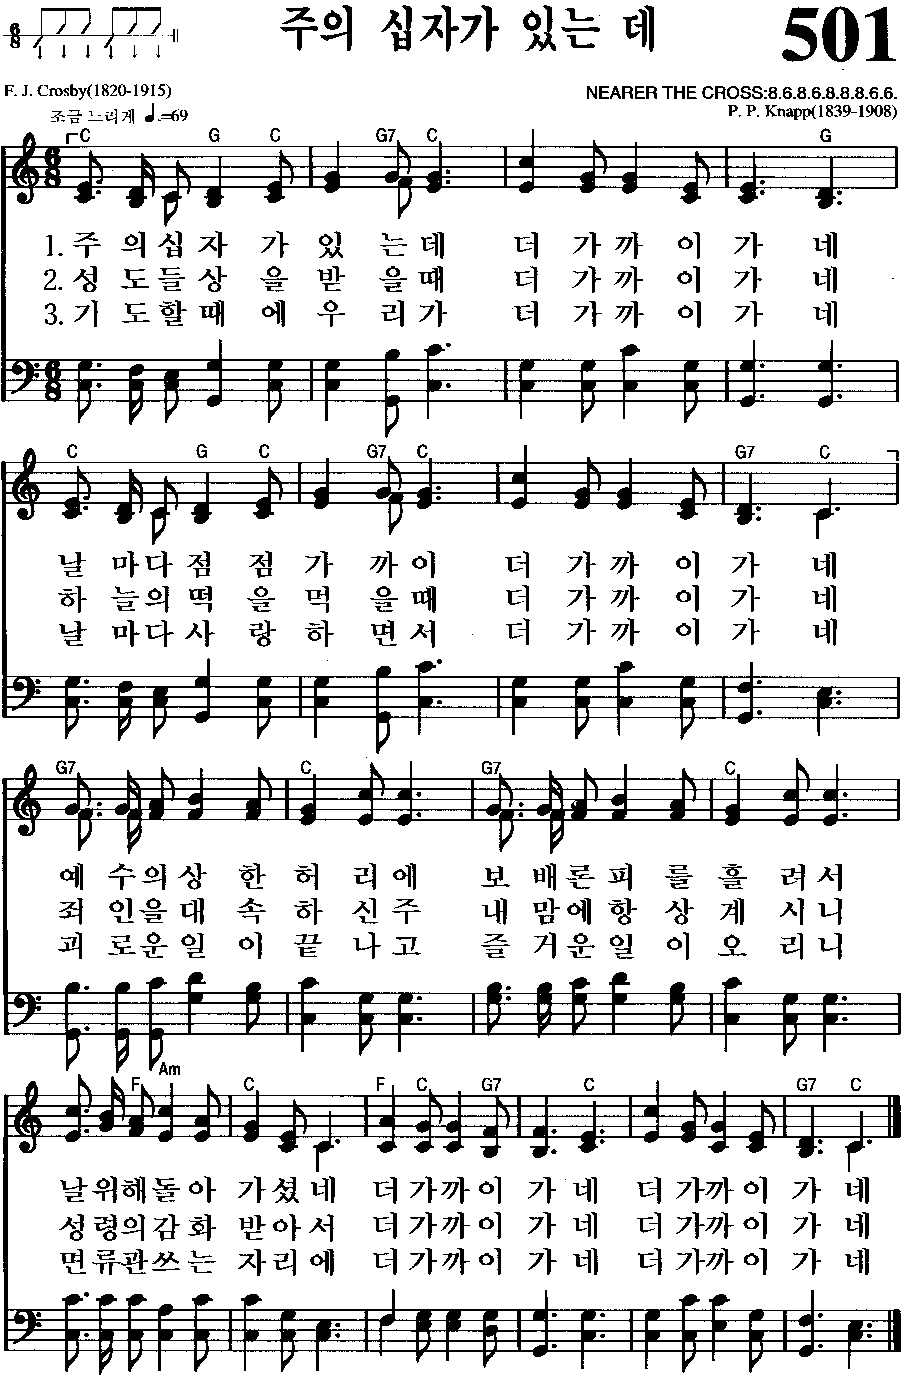 6/8
주의 십자가 있는 데
501
F. J. Crosby(1820-1915)
NEARER THE CROSS:8.6.8.6.8.8.8.6.6.
조금 느리게 ♩.=69
P. P. Knapp(1839-1908)
C G C G7 C G
1. 주 의 십 자 가 있 는 데 더 가 까 이 가 네
2. 성 도 들 상 을 받 을 때 더 가 까 이 가 네
3. 기 도 할 때 에 우 리 가 더 가 까 이 가 네
C G C G7 C G7 C
날 마 다 점 점 가 까 이 더 가 까 이 가 네
하 늘 의 떡 을 먹 을 때 더 가 까 이 가 네
날 마 다 사 랑 하 면 서 더 가 까 이 가 네
G7 C G7 C
예 수 의 상 한 허 리 에 보 배 론 피 를 흘 려 서
죄 인 을 대 속 하 신 주 내 맘 에 항 상 계 시 니
괴 로 운 일 이 끝 나 고 즐 거 운 일 이 오 리 니
F Am C F C G7 C G7 C
날 위 해 돌 아 가 셨 네 더 가 까 이 가 네 더 가 까 이 가 네
성 령 의 감 화 받 아 서 더 가 까 이 가 네 더 가 까 이 가 네
면 류 관 쓰 는 자 리 에 더 가 까 이 가 네 더 가 까 이 가 네